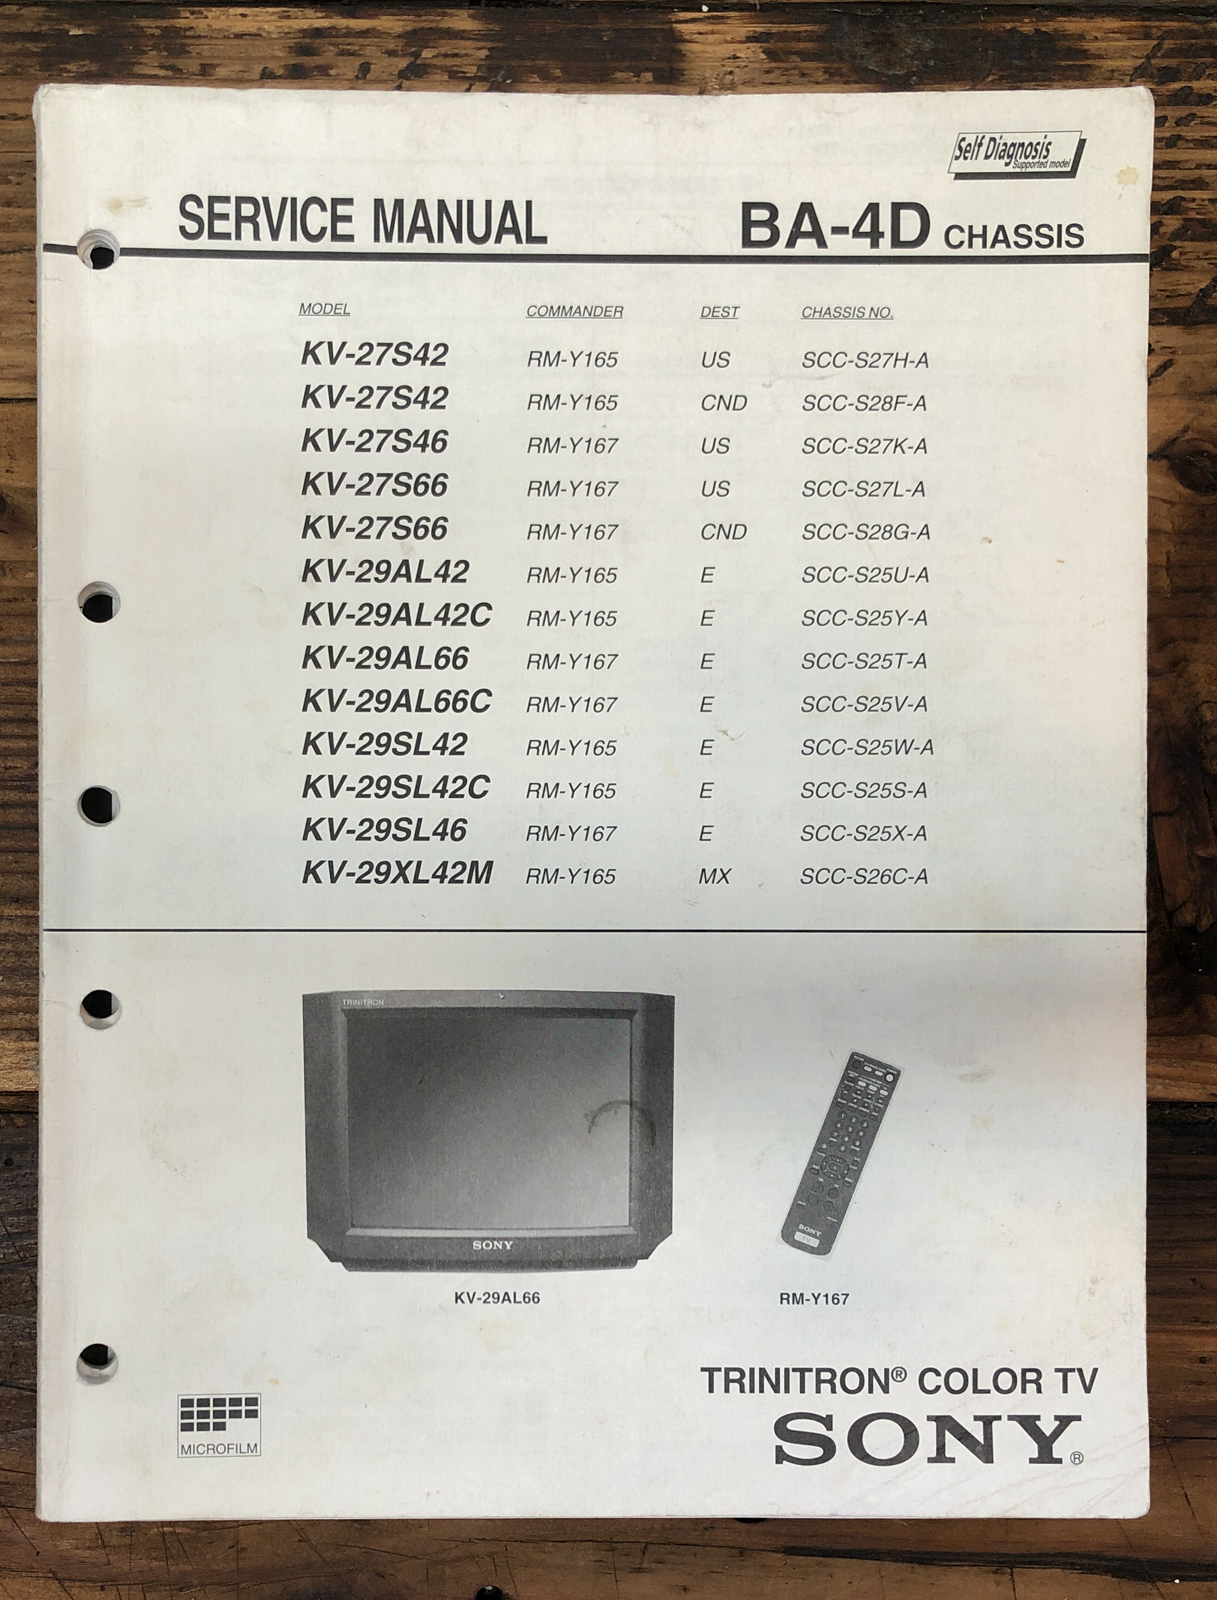 Self Diagnosis
Supported model
SERVICE MANUAL BA-4D CHASSIS
MODEL COMMANDER DEST CHASSIS NO.
KV-27S42 RM-Y165 US SCC-S27H-A
KV-27S42 RM-Y165 CND SCC-S28F-A
KV-27S46 RM-Y167 US SCC-S27K-A
KV-27S66 RM-Y167 US SCC-S27L-A
KV-27S66 RM-Y167 CND SCC-S28G-A
KV-29AL42 RM-Y165 E SCC-S25U-A
KV-29AL42C RM-Y165 E SCC-S25Y-A
KV-29AL66 RM-Y167 E SCC-S25T-A
KV-29AL66C RM-Y167 E SCC-S25V-A
KV-29SL42 RM-Y165 E SCC-S25W-A
KV-29SL42C RM-Y165 E SCC-S25S-A
KV-29SL46 RM-Y167 E SCC-S25X-A
KV-29XL42M RM-Y165 MX SCC-S26C-A
TRINITRON
SONY
SONY
TV
KV-29AL66 RM-Y167
TRINITRON® COLOR TV
SONY®
MICROFILM